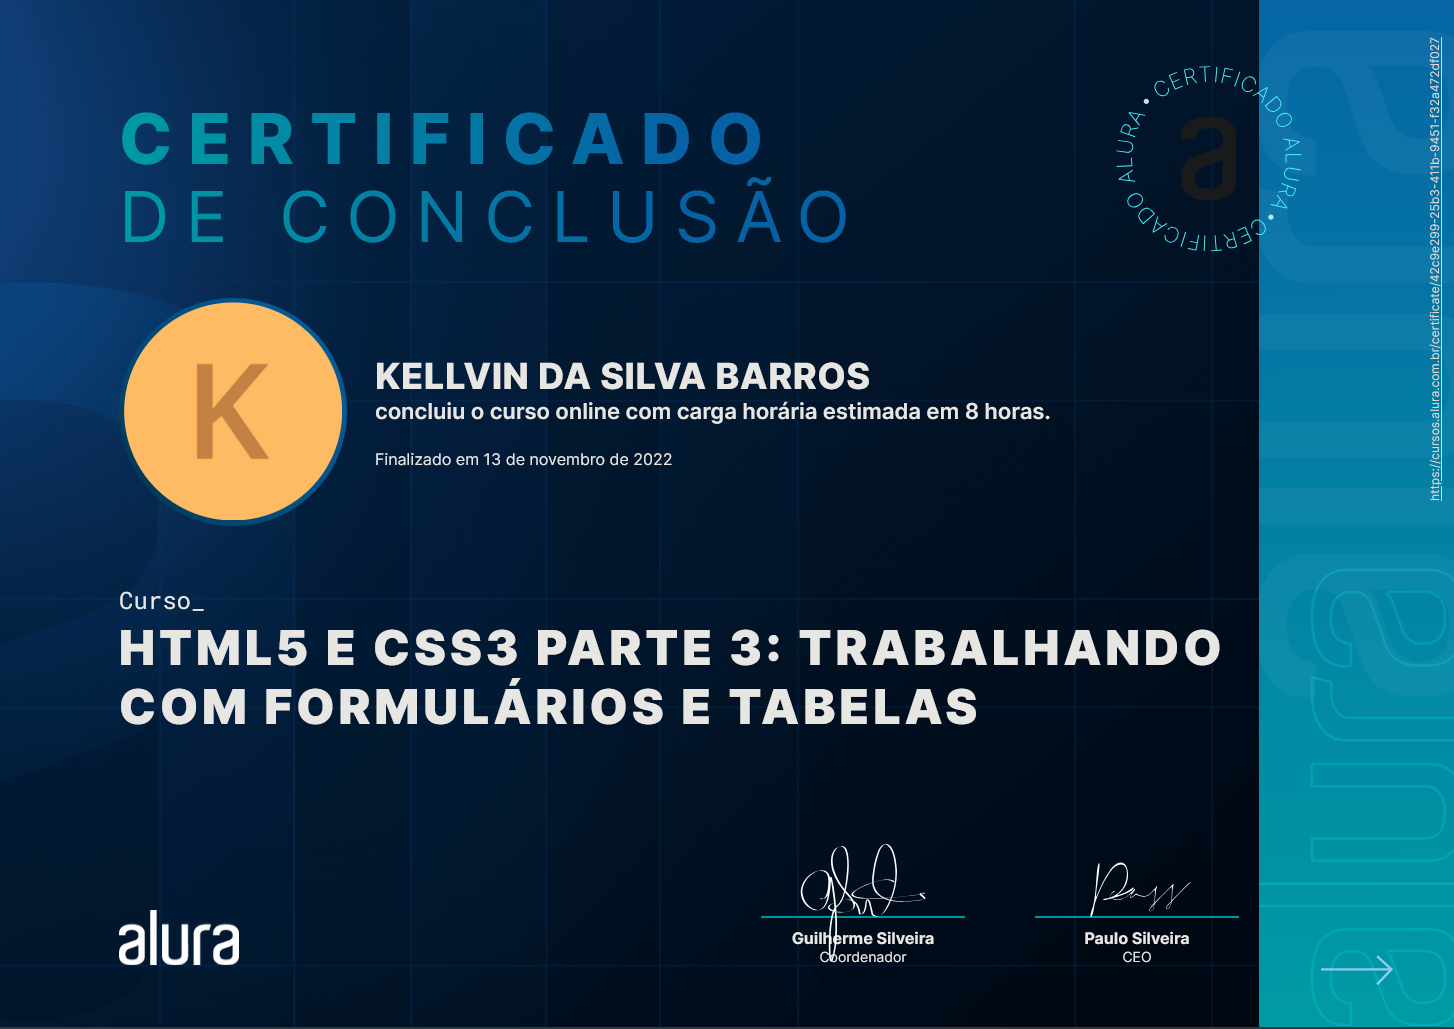 CERTIFICADO
DE CONCLUSÃO
CERTIFICADO ALURA • CERTIFICADO ALURA •
a
https://cursos.alura.com.br/certificate/42c9e299-25b3-411b-9451-f32a472df027
K
KELLVIN DA SILVA BARROS
concluiu o curso online com carga horária estimada em 8 horas.
Finalizado em 13 de novembro de 2022
Curso_
HTML5 E CSS3 PARTE 3: TRABALHANDO
COM FORMULÁRIOS E TABELAS
alura
Guilherme Silveira
Coordenador
Paulo Silveira
CEO
alura
alura